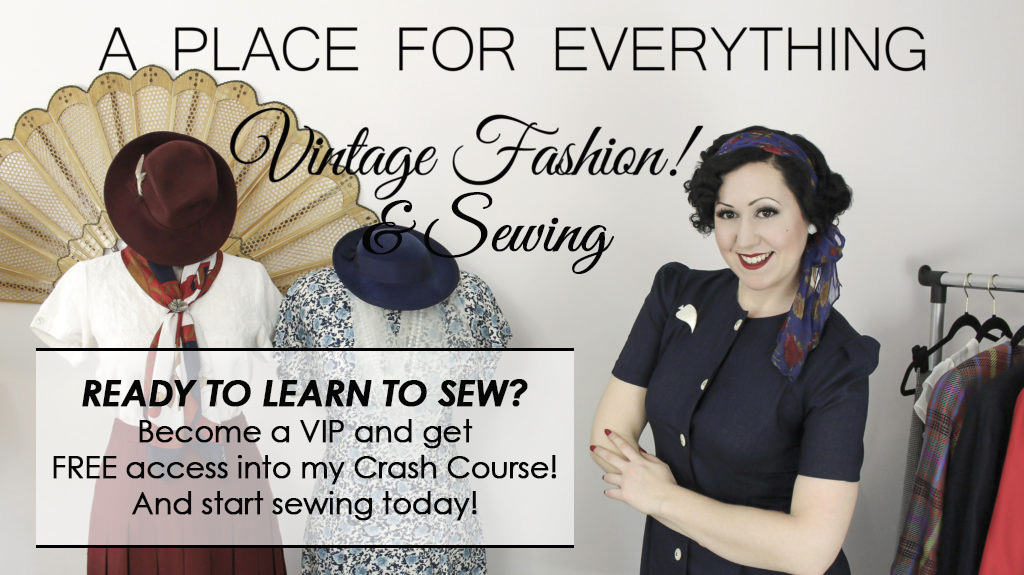 A PLACE FOR EVERYTHING
Vintage Fashion!
& Sewing
READY TO LEARN TO SEW?
Become a VIP and get
FREE access into my Crash Course!
And start sewing today!